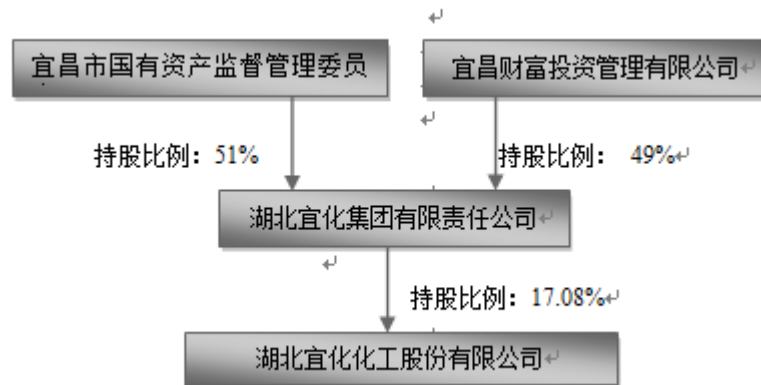 宜昌市国有资产监督管理委员
宜昌财富投资管理有限公司
持股比例：51%
持股比例： 49%
湖北宜化集团有限责任公司
持股比例：17.08%
湖北宜化化工股份有限公司